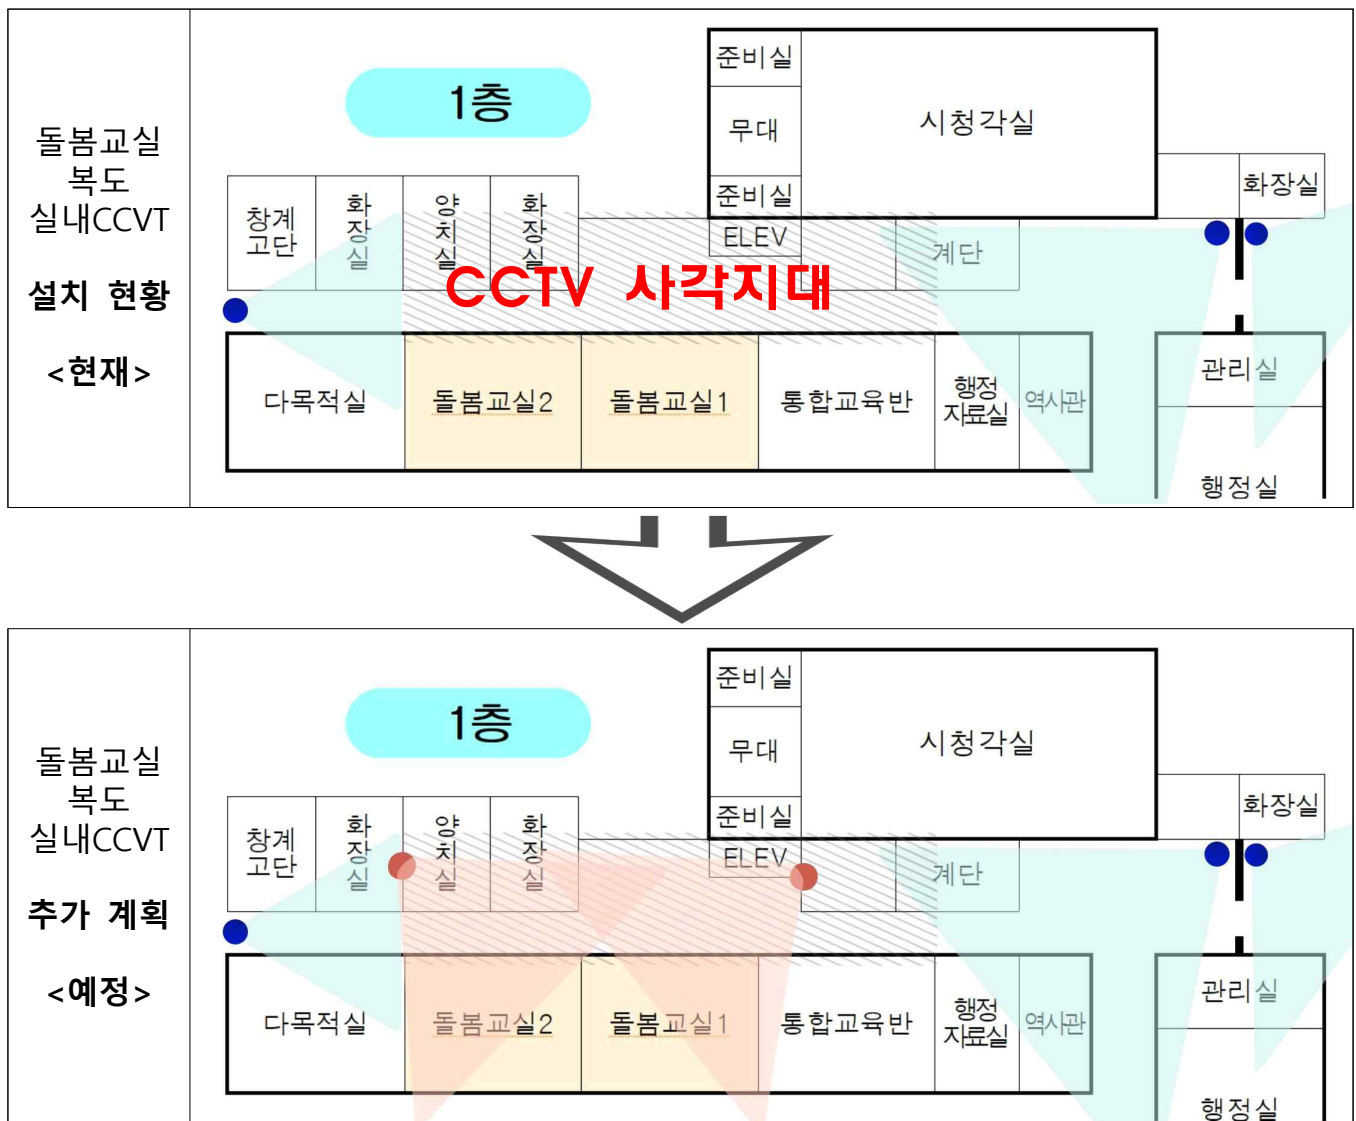 돌봄교실
복도
실내CCVT
설치 현황
<현재>
1층
준비실
무대
준비실
ELEV
시청각실
화장실
창계
고단
화장실
양치실
화장실
계단
CCTV 사각지대
다목적실
돌봄교실2
돌봄교실1
통합교육반
행정
자료실
역사관
관리실
행정실
돌봄교실
복도
실내CCVT
추가 계획
<예정>
1층
준비실
무대
준비실
ELEV
시청각실
화장실
창계
고단
화장실
양치실
화장실
계단
다목적실
돌봄교실2
돌봄교실1
통합교육반
행정
자료실
역사관
관리실
행정실